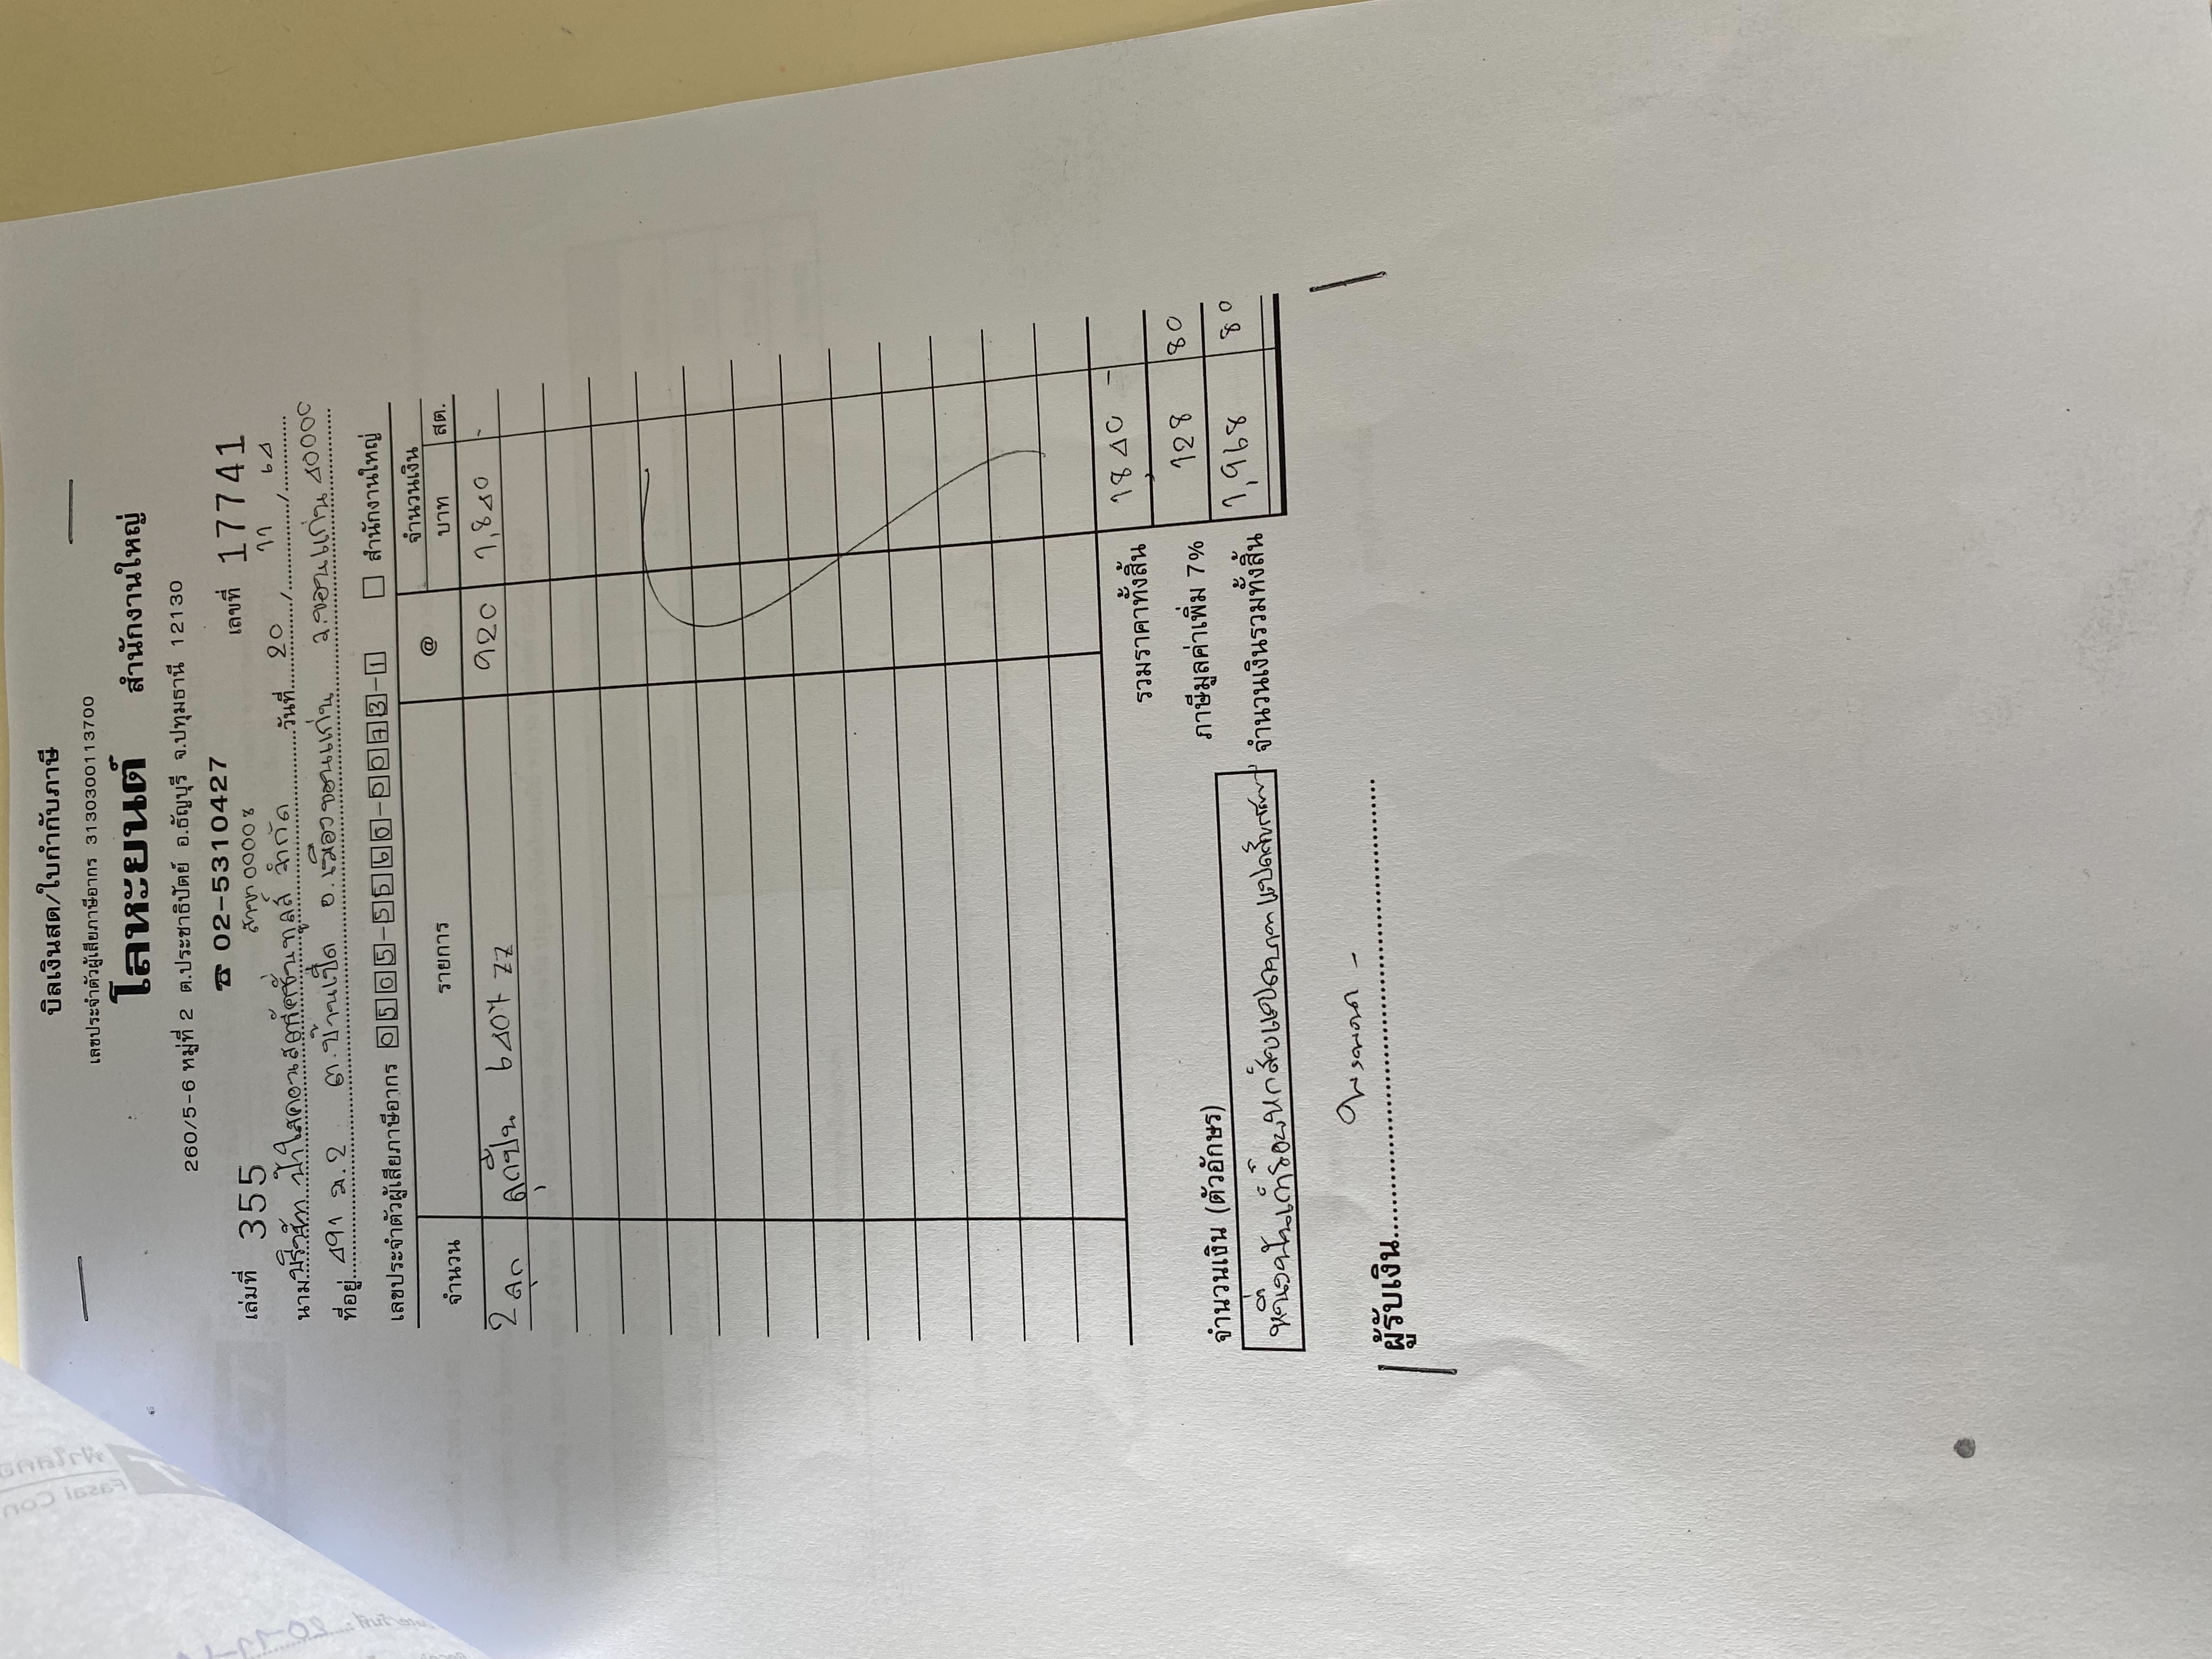 บิลเงินสด/ใบกำกับภาษี
เลขประจำตัวผู้เสียภาษีอากร 3130300113700
โลหะยนต์ สำนักงานใหญ่
260/5-6 หมู่ที่ 2 ต.ประชาธิปัตย์ อ.ธัญบุรี จ.ปทุมธานี 12130
☎ 02-5310427
เล่มที่ 355 สาขา 00008 เลขที่ 17741
นาม บริษัท ฟ้าใสคอนสตรัคชั่นทูลส์ จำกัด วันที่ 20 / 11 / 64
ที่อยู่ 491 ม.2 ต.บ้านเป็ด อ.เมืองขอนแก่น จ.ขอนแก่น 40000
เลขประจำตัวผู้เสียภาษีอากร 0505-5560-0073-1 สำนักงานใหญ่
จำนวน รายการ @ จำนวนเงิน
บาท สต.
2 ลูก ลูกปืน 6407 ZZ 920 1,840 -
รวมราคาทั้งสิ้น 1,840 -
ภาษีมูลค่าเพิ่ม 7% 128 80
จำนวนเงิน (ตัวอักษร)
หนึ่งพันเก้าร้อยหกสิบแปดบาทแปดสิบสตางค์ จำนวนเงินรวมทั้งสิ้น 1,968 80
ผู้รับเงิน